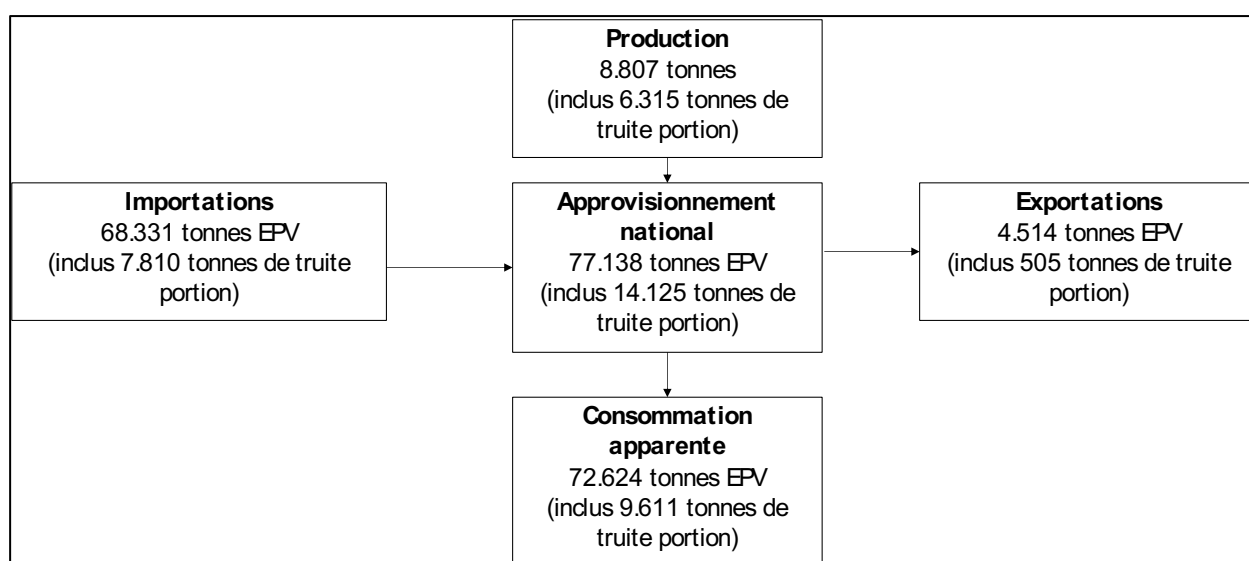 Production
8.807 tonnes
(inclus 6.315 tonnes de
truite portion)
Importations
68.331 tonnes EPV
(inclus 7.810 tonnes de truite
portion)
Approvisionnement
national
77.138 tonnes EPV
(inclus 14.125 tonnes de
truite portion)
Exportations
4.514 tonnes EPV
(inclus 505 tonnes de truite
portion)
Consommation
apparente
72.624 tonnes EPV
(inclus 9.611 tonnes de
truite portion)